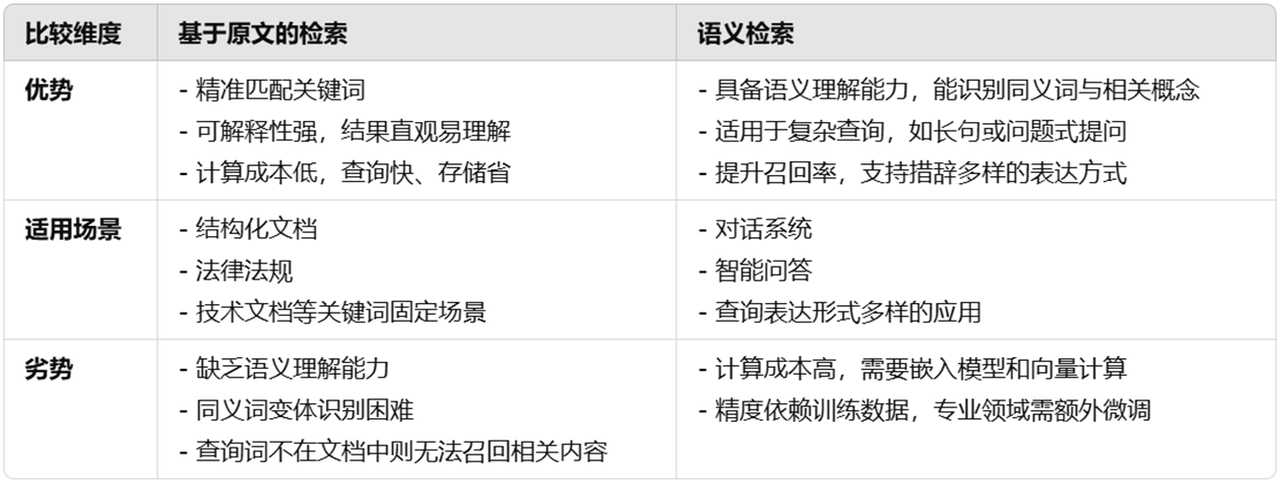 比较维度 基于原文的检索 语义检索
优势
- 精准匹配关键词
- 可解释性强，结果直观易理解
- 计算成本低，查询快、存储省
- 具备语义理解能力，能识别同义词与相关概念
- 适用于复杂查询，如长句或问题式提问
- 提升召回率，支持措辞多样的表达方式
适用场景
- 结构化文档
- 法律法规
- 技术文档等关键词固定场景
- 对话系统
- 智能问答
- 查询表达形式多样的应用
劣势
- 缺乏语义理解能力
- 同义词变体识别困难
- 查询词不在文档中则无法召回相关内容
- 计算成本高，需要嵌入模型和向量计算
- 精度依赖训练数据，专业领域需额外微调